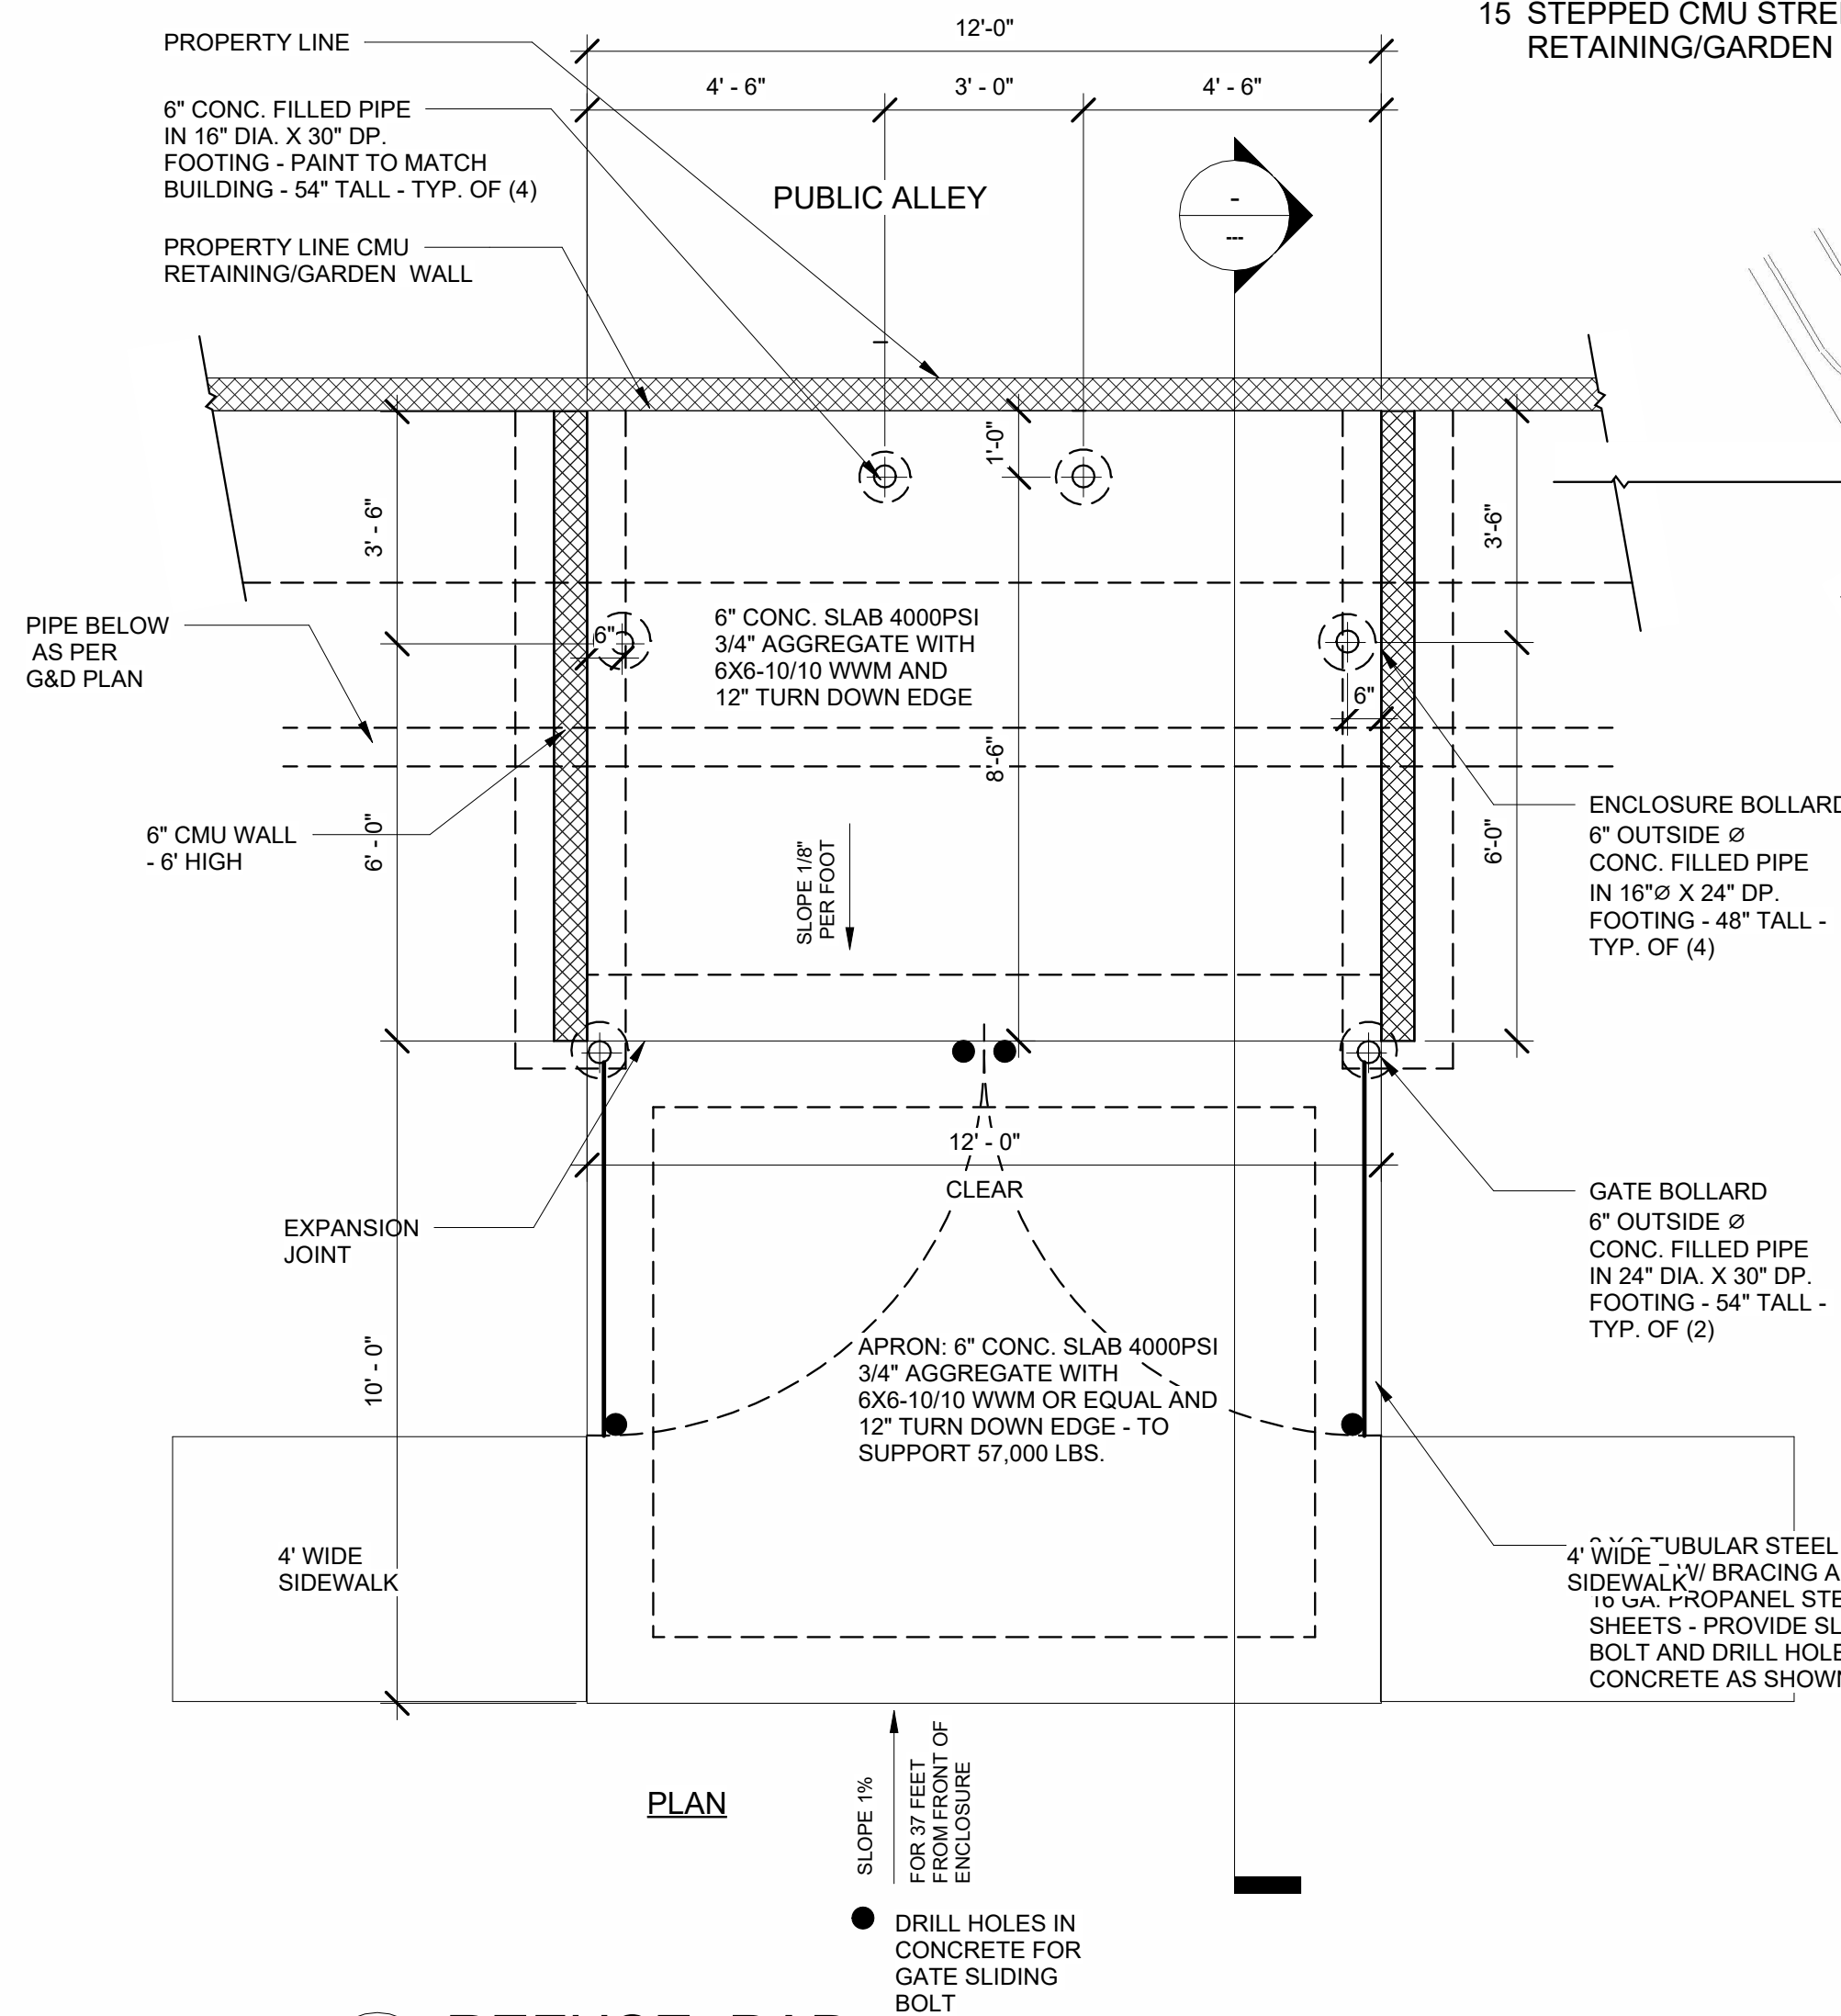 15 STEPPED CMU
RETAINING/GARDEN
12'-0"
PROPERTY LINE
4' - 6"
3' - 0"
4' - 6"
6" CONC. FILLED PIPE
IN 16" DIA. X 30" DP.
FOOTING - PAINT TO MATCH
BUILDING - 54" TALL - TYP. OF (4)
PUBLIC ALLEY
-
---
PROPERTY LINE CMU
RETAINING/GARDEN WALL
1'-0"
3' - 6"
3'-6"
PIPE BELOW
AS PER
G&D PLAN
6"
6" CONC. SLAB 4000PSI
3/4" AGGREGATE WITH
6X6-10/10 WWM AND
12" TURN DOWN EDGE
6"
8'-6"
6" CMU WALL
- 6' HIGH
6' - 0"
6'-0"
SLOPE 1/8"
PER FOOT
ENCLOSURE BOLLARD
6" OUTSIDE Ø
CONC. FILLED PIPE
IN 16"Ø X 24" DP.
FOOTING - 48" TALL -
TYP. OF (4)
12' - 0"
CLEAR
EXPANSION
JOINT
GATE BOLLARD
6" OUTSIDE Ø
CONC. FILLED PIPE
IN 24" DIA. X 30" DP.
FOOTING - 54" TALL -
TYP. OF (2)
10' - 0"
APRON: 6" CONC. SLAB 4000PSI
3/4" AGGREGATE WITH
6X6-10/10 WWM OR EQUAL AND
12" TURN DOWN EDGE - TO
SUPPORT 57,000 LBS.
4' WIDE
SIDEWALK
4' WIDE
SIDEWALK
TUBULAR STEEL
W/ BRACING
16 GA. PROPANEL
SHEETS - PROVIDE
BOLT AND DRILL
CONCRETE AS SHOWN
PLAN
SLOPE 1%
FOR 37 FEET
FROM FRONT OF
ENCLOSURE
DRILL HOLES IN
CONCRETE FOR
GATE SLIDING
BOLT